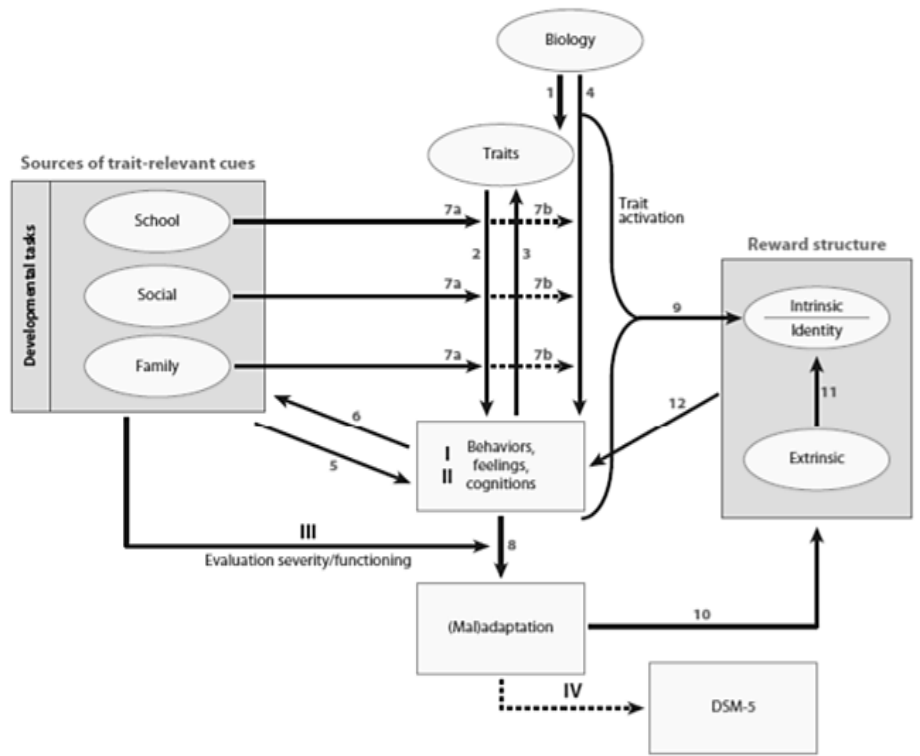 Biology
1
4
Traits
Sources of trait-relevant cues
Developmental tasks
School
Social
Family
7a
7b
7a
7b
7a
7b
2
3
Trait
activation
Reward structure
Intrinsic
Identity
9
11
Extrinsic
12
6
5
I
II
Behaviors,
feelings,
cognitions
III
Evaluation severity/functioning
8
(Mal)adaptation
10
IV
DSM-5